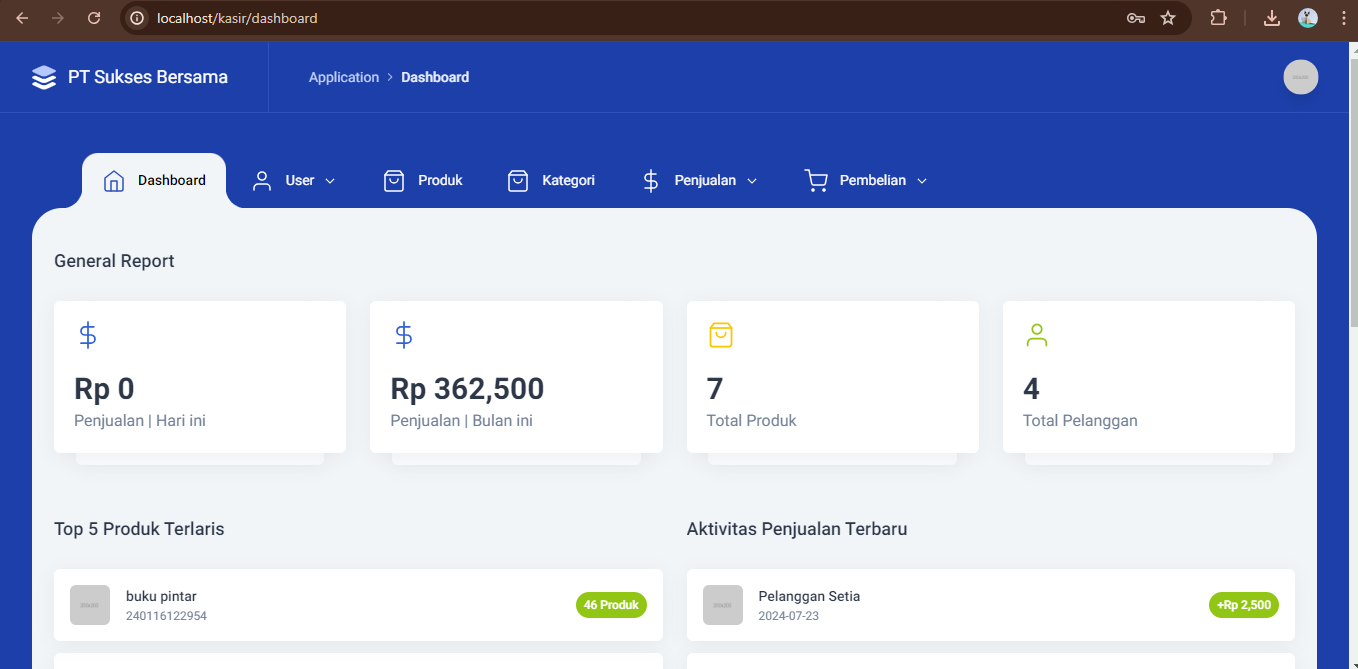 localhost/kasir/dashboard
PT Sukses Bersama
Application > Dashboard
Dashboard
User
Produk
Kategori
Penjualan
Pembelian
General Report
Rp 0
Penjualan | Hari ini
Rp 362,500
Penjualan | Bulan ini
7
Total Produk
4
Total Pelanggan
Top 5 Produk Terlaris
buku pintar
240116122954
46 Produk
Aktivitas Penjualan Terbaru
Pelanggan Setia
2024-07-23
+Rp 2,500